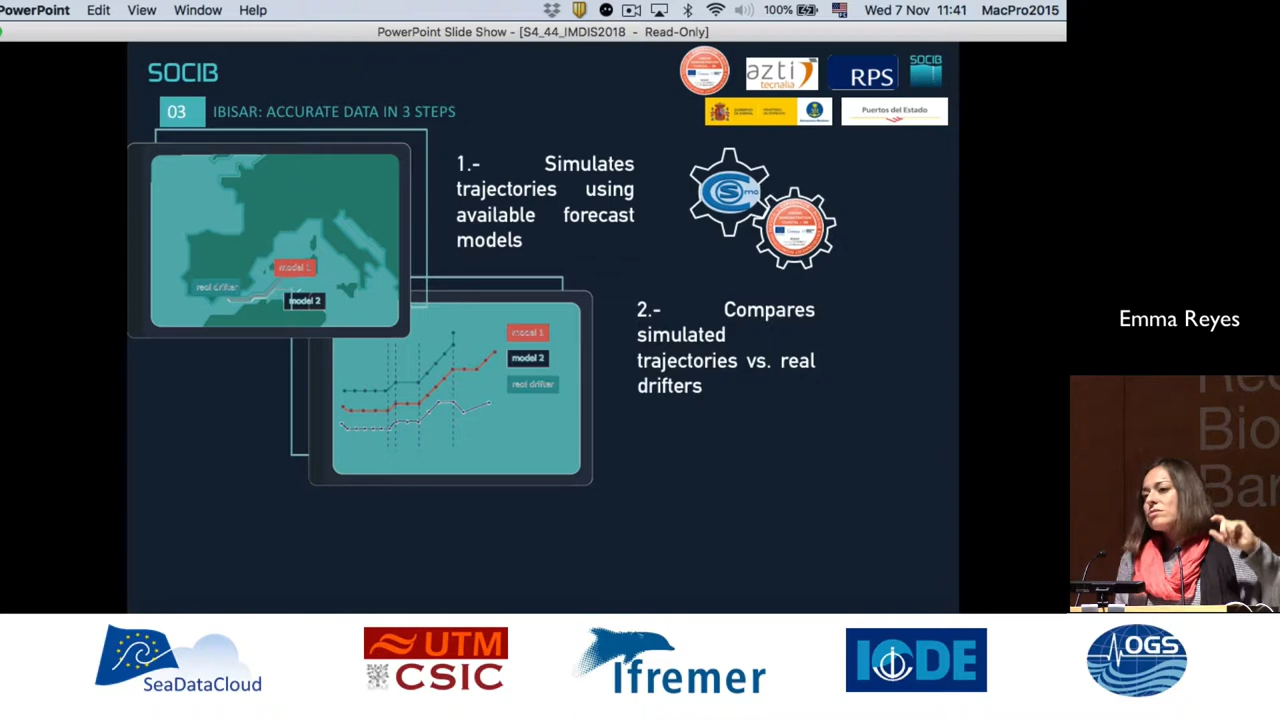 PowerPoint Edit View Window Help 100% Wed 7 Nov 11:41 MacPro2015
PowerPoint Slide Show - [S4_44_IMDIS2018 - Read-Only]
SOCIB
azti
tecnalia
RPS
SOCIB
03 IBISAR: ACCURATE DATA IN 3 STEPS
Puertos del Estado
1.- Simulates
trajectories using
available forecast
models
model 1
real drifter
model 2
2.- Compares
simulated
trajectories vs. real
drifters
model 1
model 2
real drifter
Emma Reyes
Bio
Bar
SeaDataCloud
UTM
CSIC
Ifremer
IODE
OGS